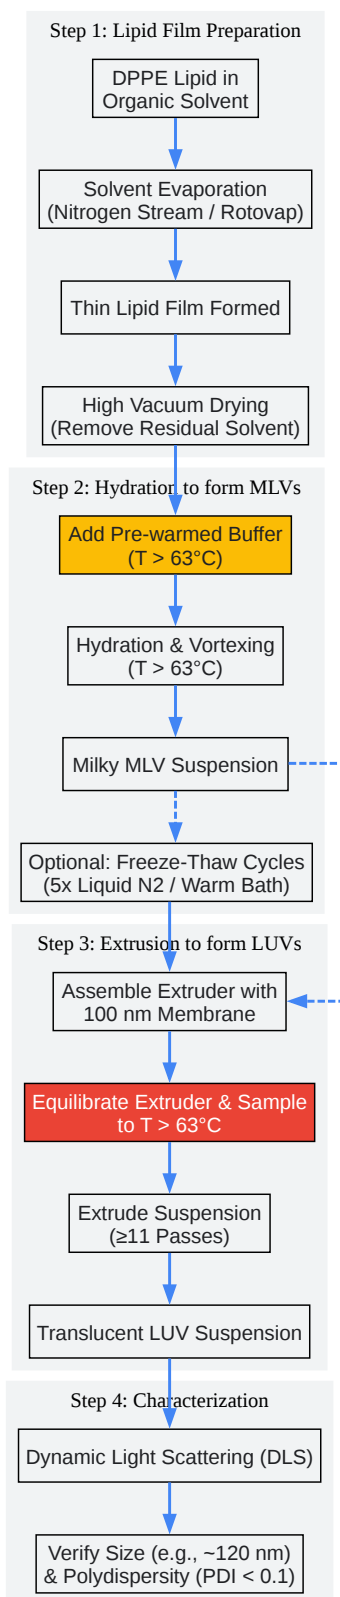 Step 1: Lipid Film Preparation
DPPE Lipid in
Organic Solvent
Solvent Evaporation
(Nitrogen Stream / Rotovap)
Thin Lipid Film Formed
High Vacuum Drying
(Remove Residual Solvent)
Step 2: Hydration to form MLVs
Add Pre-warmed Buffer
(T > 63°C)
Hydration & Vortexing
(T > 63°C)
Milky MLV Suspension
Optional: Freeze-Thaw Cycles
(5x Liquid N2 / Warm Bath)
Step 3: Extrusion to form LUVs
Assemble Extruder with
100 nm Membrane
Equilibrate Extruder & Sample
to T > 63°C
Extrude Suspension
(≥11 Passes)
Translucent LUV Suspension
Step 4: Characterization
Dynamic Light Scattering (DLS)
Verify Size (e.g., ~120 nm)
& Polydispersity (PDI < 0.1)